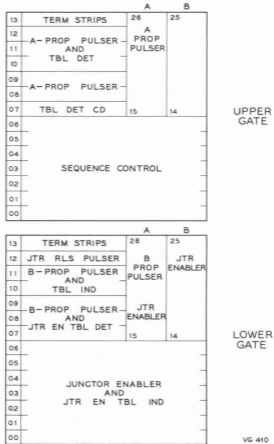 A B
13 TERM STRIPS 26 25
12 A-PROP PULSER A
11 AND PROP
10 TBL DET PULSER
09
08 A-PROP PULSER
07 TBL DET CD 15 14
06
05
04
03 SEQUENCE CONTROL
02
01
00
UPPER
GATE
A B
13 TERM STRIPS 26 25
12 JTR RLS PULSER B JTR
11 B-PROP PULSER PROP ENABLER
AND PULSER
10 TBL IND
09 B-PROP PULSER JTR
08 AND ENABLER
07 JTR EN TBL DET 15 14
06
05
04 JUNCTOR ENABLER
03 AND
02 JTR EN TBL IND
01
00
LOWER
GATE
VG 410